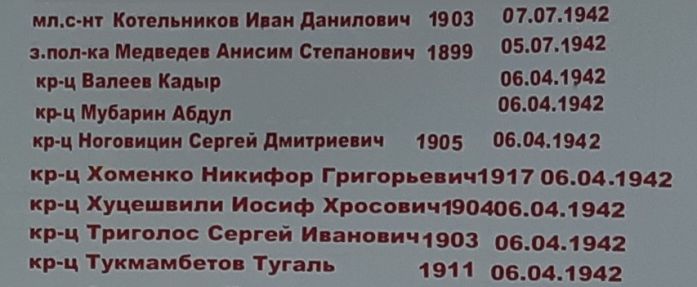 мл.с-нт Котельников Иван Данилович 1903 07.07.1942
з.пол-ка Медведев Анисим Степанович 1899 05.07.1942
кр-ц Валеев Кадыр 06.04.1942
кр-ц Мубарин Абдул 06.04.1942
кр-ц Ноговицин Сергей Дмитриевич 1905 06.04.1942
кр-ц Хоменко Никифор Григорьевич1917 06.04.1942
кр-ц Хуцешвили Иосиф Хросович190406.04.1942
кр-ц Триголос Сергей Иванович1903 06.04.1942
кр-ц Тукмамбетов Тугаль 1911 06.04.1942